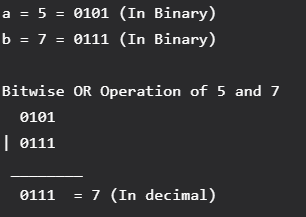 a = 5 = 0101 (In Binary)
b = 7 = 0111 (In Binary)
Bitwise OR Operation of 5 and 7
0101
| 0111
________
0111 = 7 (In decimal)